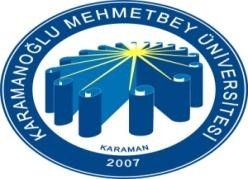 KARAMANOĞLU MEHMETBEY ÜNİVERSİTESİ
KARAMAN
2007